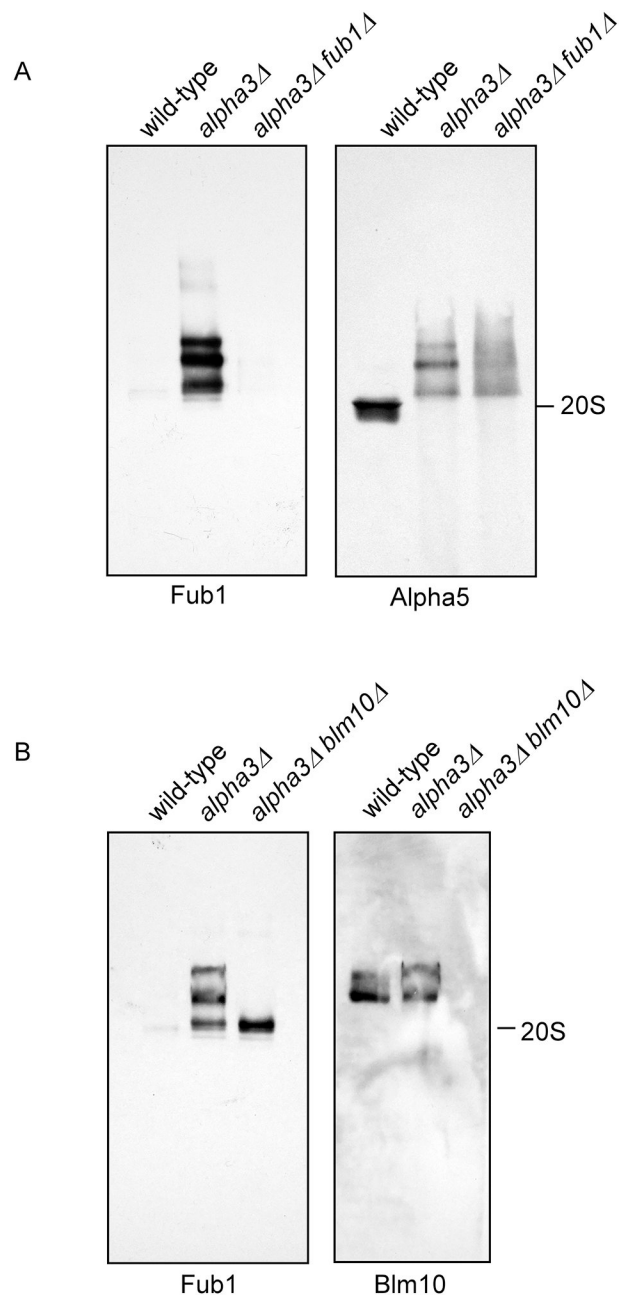 A
wild-type
alpha3Δ
alpha3Δ fub1Δ
wild-type
alpha3Δ
alpha3Δ fub1Δ
20S
Fub1
Alpha5
B
wild-type
alpha3Δ
alpha3Δ blm10Δ
wild-type
alpha3Δ
alpha3Δ blm10Δ
20S
Fub1
Blm10